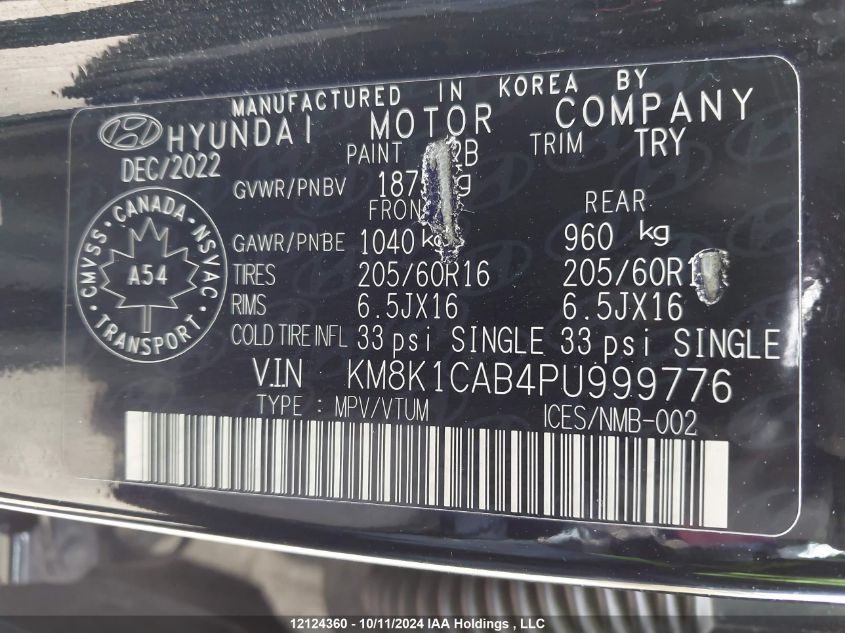 MANUFACTURED IN KOREA BY
HYUNDAI MOTOR COMPANY
DEC/2022 PAINT TRIM TRY
GVWR/PNBV
FRONT REAR
GAWR/PNBE 1040 kg 960 kg
TIRES 205/60R16
RIMS 6.5JX16 6.5JX16
COLD TIRE INFL 33 psi SINGLE 33 psi SINGLE
V.I.N KM8K1CAB4PU999776
TYPE : MPV/VTUM ICES/NMB-002
CMVSS · CANADA · NSVAC
A54
TRANSPORT
12124360 - 10/11/2024 IAA Holdings , LLC